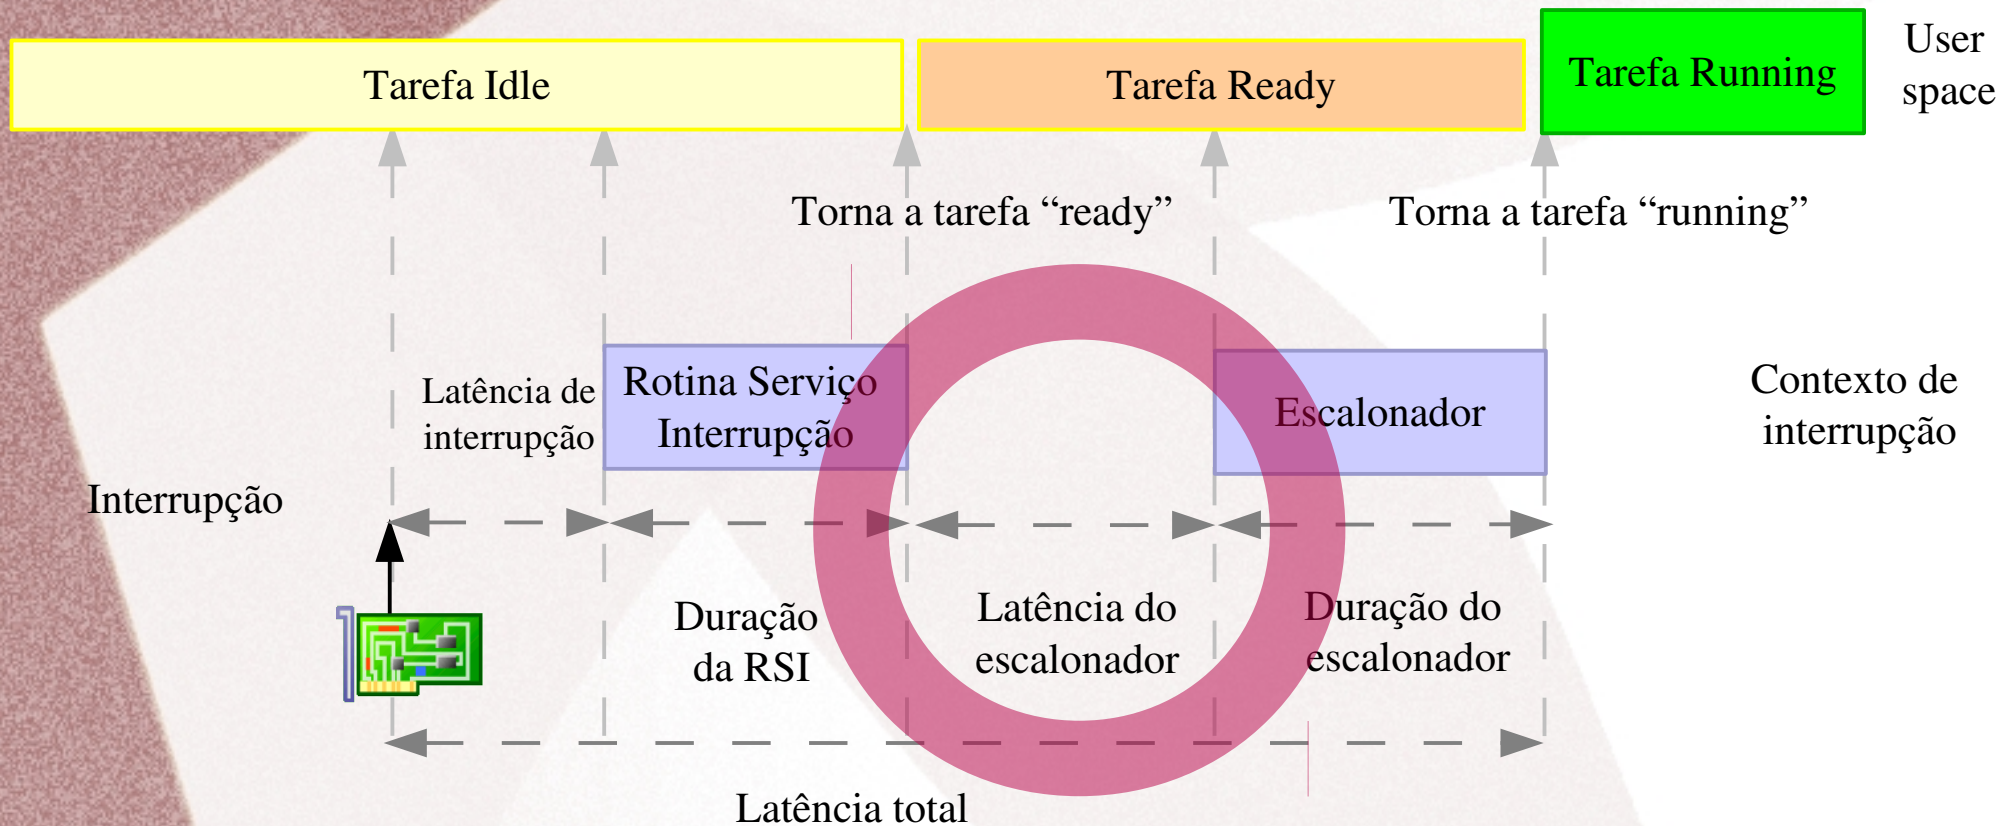 Tarefa Idle
Tarefa Ready
Tarefa Running
User
space
Torna a tarefa “ready”
Torna a tarefa “running”
Latência de
interrupção
Rotina Serviço
Interrupção
Escalonador
Contexto de
interrupção
Interrupção
Duração
da RSI
Latência do
escalonador
Duração do
escalonador
Latência total